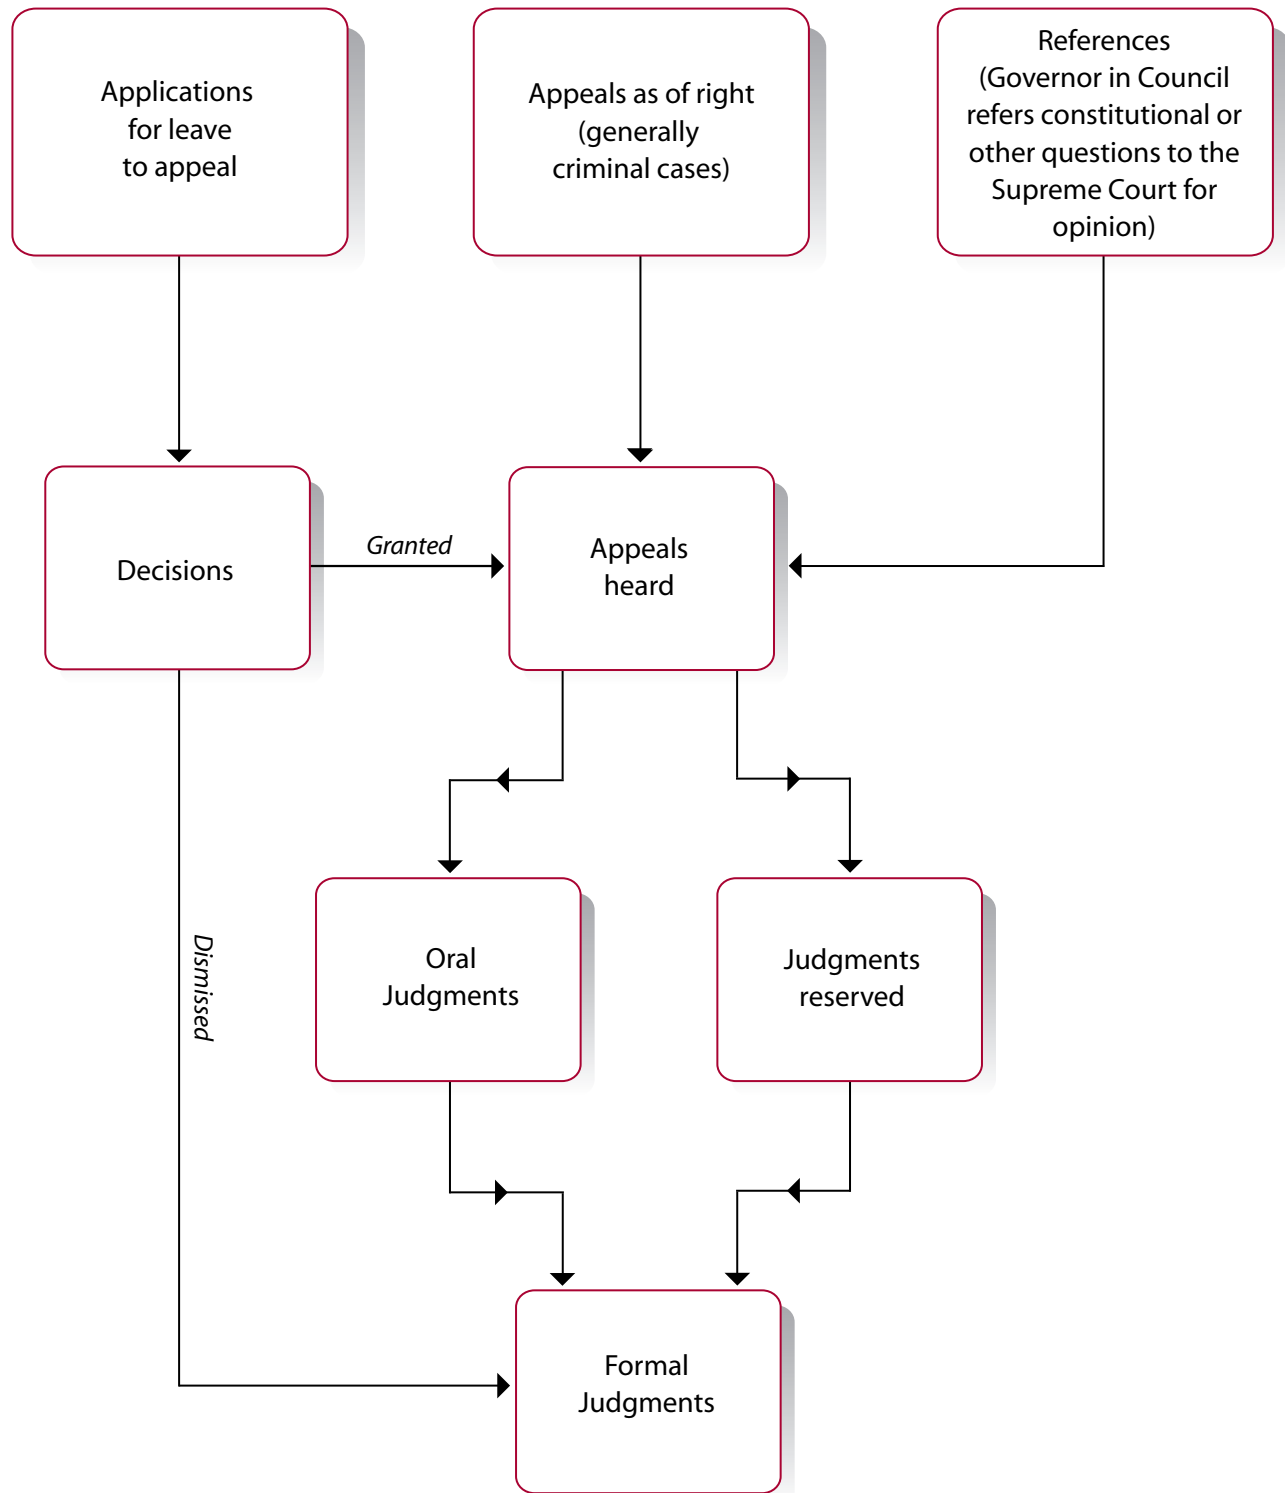 Applications
for leave
to appeal
Appeals as of right
(generally
criminal cases)
References
(Governor in Council
refers constitutional or
other questions to the
Supreme Court for
opinion)
Decisions
Granted
Appeals
heard
Dismissed
Oral
Judgments
Judgments
reserved
Formal
Judgments